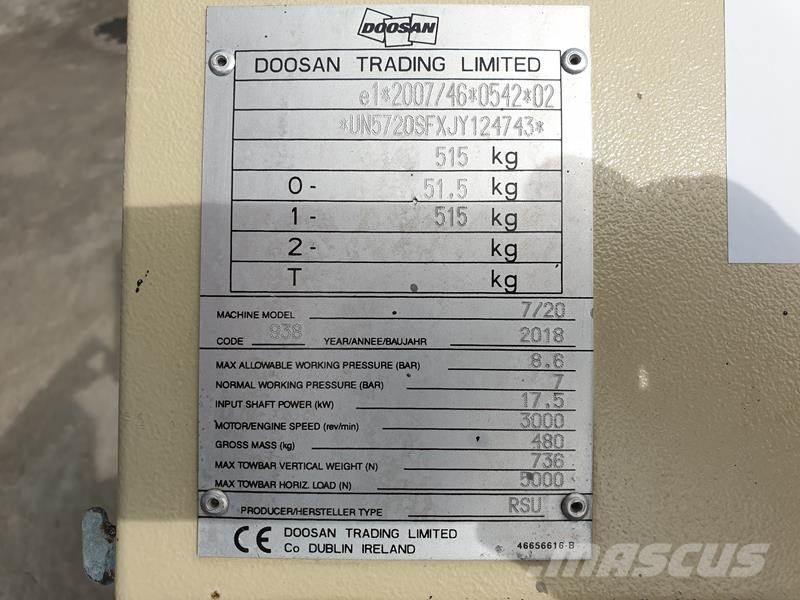 DOOSAN
DOOSAN TRADING LIMITED
e1*2007/46*0542*02
*UN5720SFXJY124743*
515 kg
0- 51.5 kg
1- 515 kg
2- kg
T kg
MACHINE MODEL 7/20
CODE 938 YEAR/ANNEE/BAUJAHR 2018
MAX ALLOWABLE WORKING PRESSURE (BAR) 8.6
NORMAL WORKING PRESSURE (BAR) 7
INPUT SHAFT POWER (kW) 17.5
MOTOR/ENGINE SPEED (rev/min) 3000
GROSS MASS (kg) 480
MAX TOWBAR VERTICAL WEIGHT (N) 736
MAX TOWBAR HORIZ. LOAD (N) 5000
PRODUCER/HERSTELLER TYPE RSU
CE DOOSAN TRADING LIMITED
Co DUBLIN IRELAND 46656616 B
MASCUS